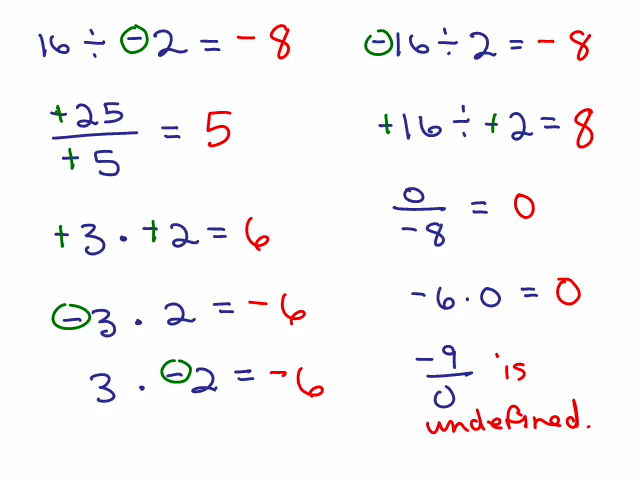 16 ÷ -2 = -8
+25/+5 = 5
+3 · +2 = 6
-3 · 2 = -6
3 · -2 = -6
-16 ÷ 2 = -8
+16 ÷ +2 = 8
0/-8 = 0
-6 · 0 = 0
-9/0 is
undefined.